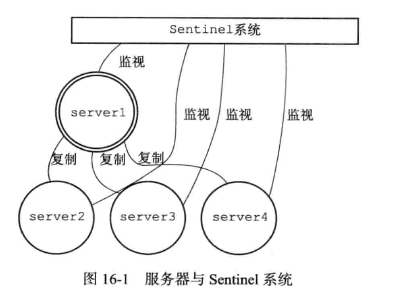 Sentinel系统
监视
server1
监视
监视
监视
复制
复制
复制
server2
server3
server4
图 16-1 服务器与 Sentinel 系统